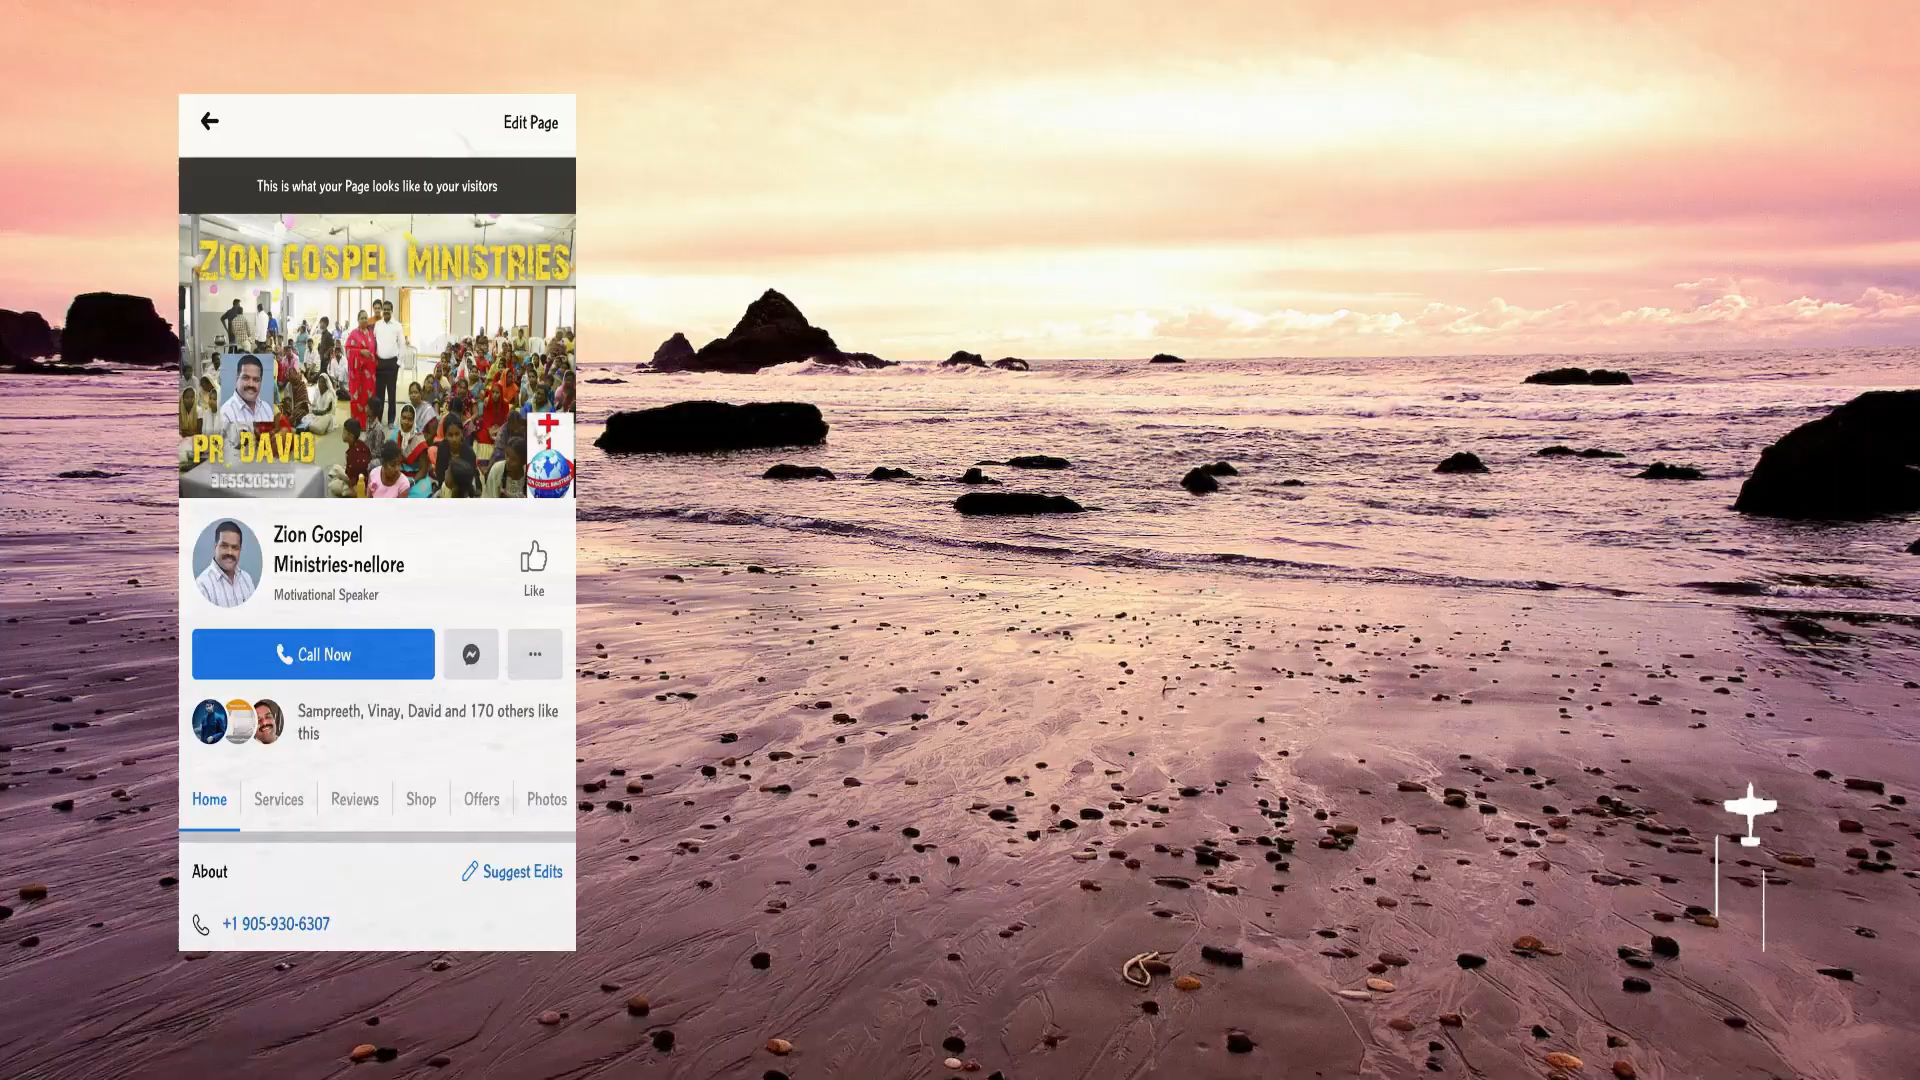 Edit Page
This is what your Page looks like to your visitors
ZION GOSPEL MINISTRIES
PR. DAVID
Zion Gospel
Ministries-nellore
Motivational Speaker
Like
Call Now
Sampreeth, Vinay, David and 170 others like
this
Home Services Reviews Shop Offers Photos
About Suggest Edits
+1 905-930-6307